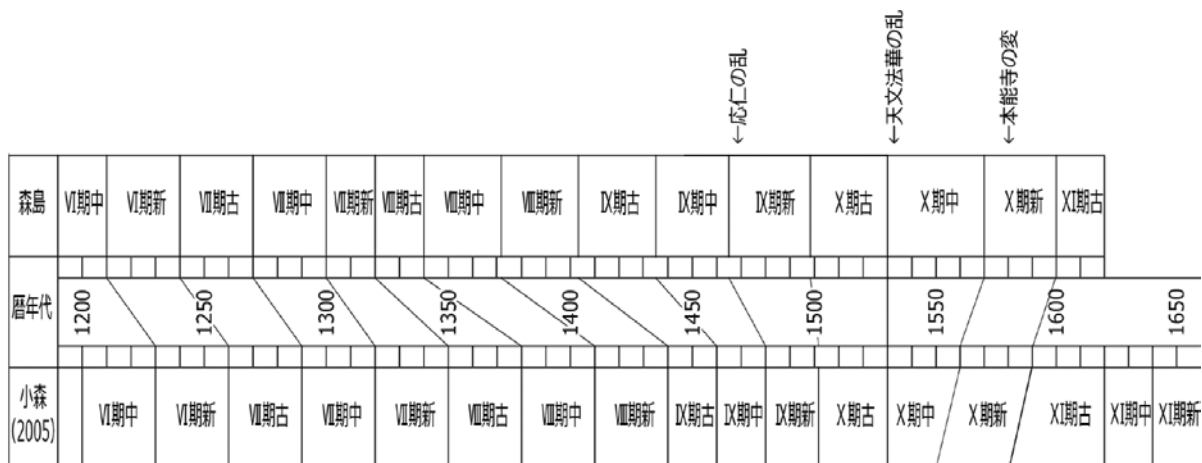 ←応仁の乱
←天文法華の乱
←本能寺の変
森島 Ⅵ期中 Ⅵ期新 Ⅶ期古 Ⅶ期中 Ⅶ期新 Ⅷ期古 Ⅷ期中 Ⅷ期新 Ⅸ期古 Ⅸ期中 Ⅸ期新 Ⅹ期古 Ⅹ期中 Ⅹ期新 Ⅺ期古
暦年代 1200 1250 1300 1350 1400 1450 1500 1550 1600 1650
小森
(2005) Ⅵ期中 Ⅵ期新 Ⅶ期古 Ⅶ期中 Ⅶ期新 Ⅷ期古 Ⅷ期中 Ⅷ期新 Ⅸ期古 Ⅸ期中 Ⅸ期新 Ⅹ期古 Ⅹ期中 Ⅹ期新 Ⅺ期古 Ⅺ期中 Ⅺ期新